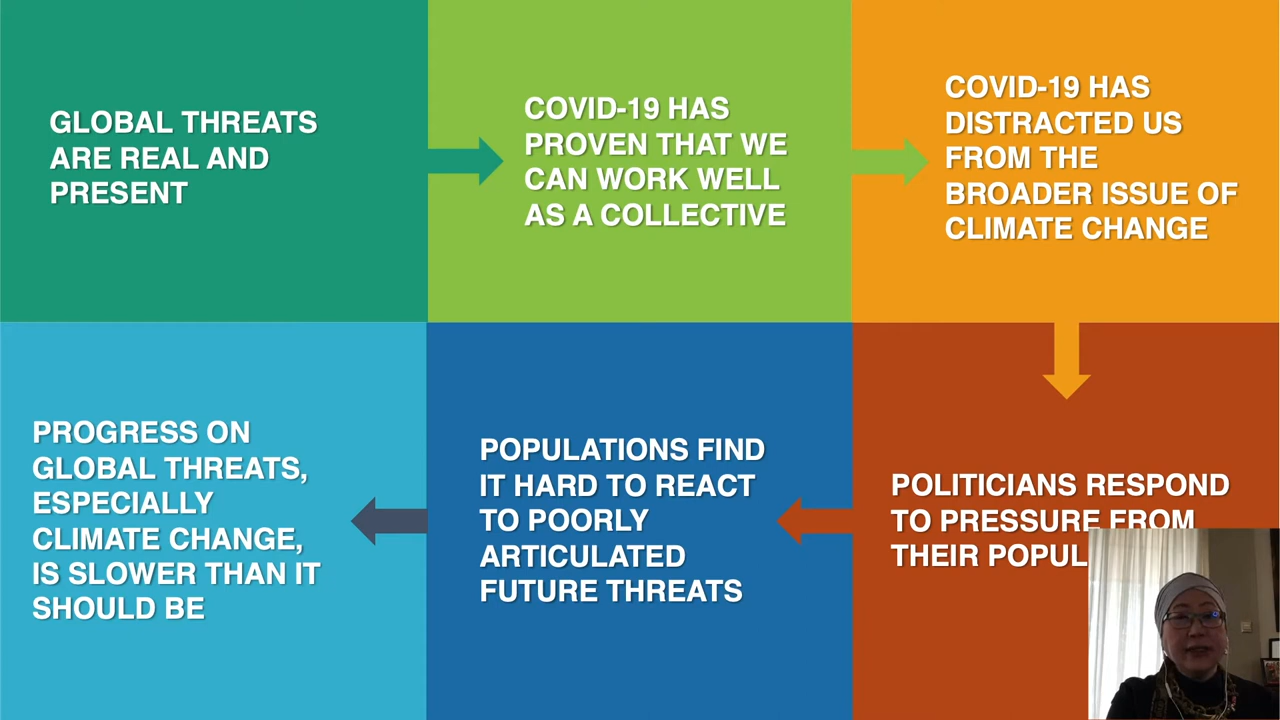 GLOBAL THREATS
ARE REAL AND
PRESENT
COVID-19 HAS
PROVEN THAT WE
CAN WORK WELL
AS A COLLECTIVE
COVID-19 HAS
DISTRACTED US
FROM THE
BROADER ISSUE OF
CLIMATE CHANGE
POLITICIANS RESPOND
TO PRESSURE FROM
THEIR
POPULATIONS FIND
IT HARD TO REACT
TO POORLY
ARTICULATED
FUTURE THREATS
PROGRESS ON
GLOBAL THREATS,
ESPECIALLY
CLIMATE CHANGE,
IS SLOWER THAN IT
SHOULD BE